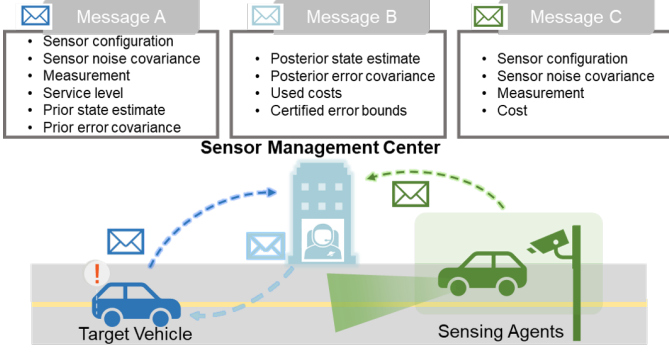 Message A
• Sensor configuration
• Sensor noise covariance
• Measurement
• Service level
• Prior state estimate
• Prior error covariance
Message B
• Posterior state estimate
• Posterior error covariance
• Used costs
• Certified error bounds
Message C
• Sensor configuration
• Sensor noise covariance
• Measurement
• Cost
Sensor Management Center
!
Target Vehicle
Sensing Agents